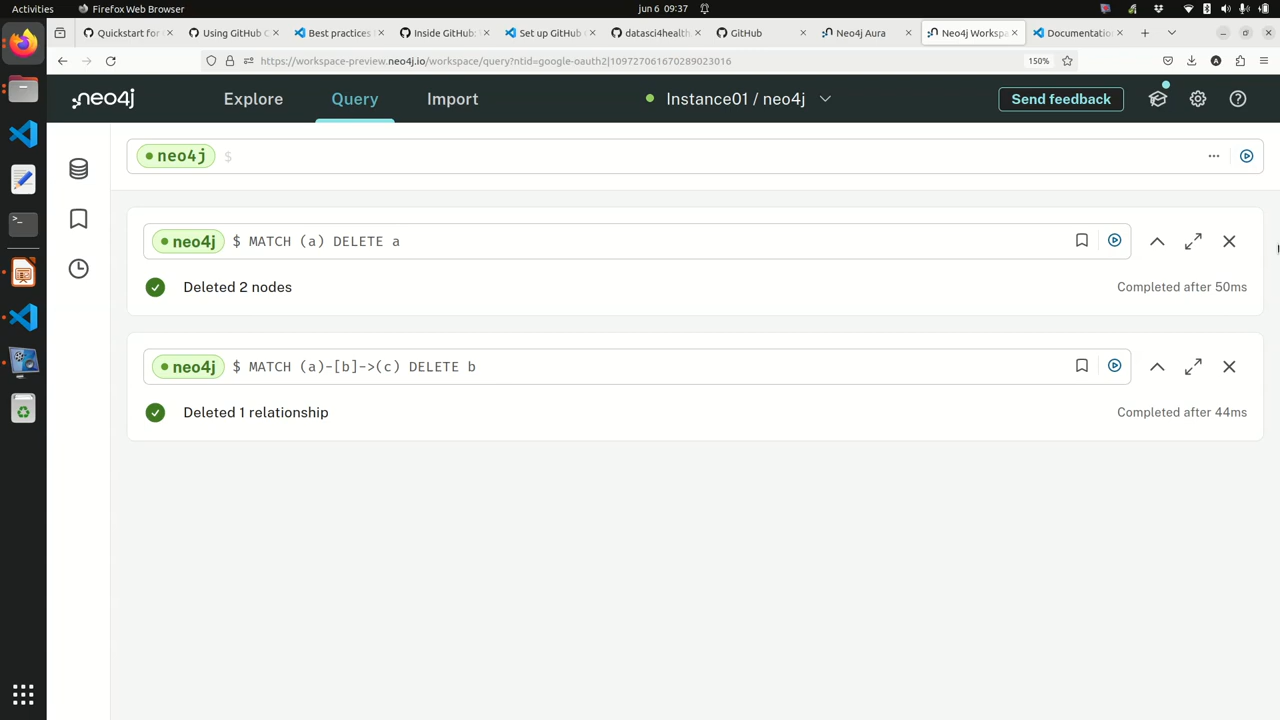 Activities Firefox Web Browser jun 6 09:37
Quickstart for Using GitHub C Best practices Inside GitHub: Set up GitHub datasci4health GitHub Neo4j Aura Neo4j Workspa Documentation
https://workspace-preview.neo4j.io/workspace/query?ntid=google-oauth2|109727061670289023016 150%
neo4j Explore Query Import Instance01 / neo4j Send feedback
neo4j $
neo4j $ MATCH (a) DELETE a
Deleted 2 nodes Completed after 50ms
neo4j $ MATCH (a)-[b]->(c) DELETE b
Deleted 1 relationship Completed after 44ms